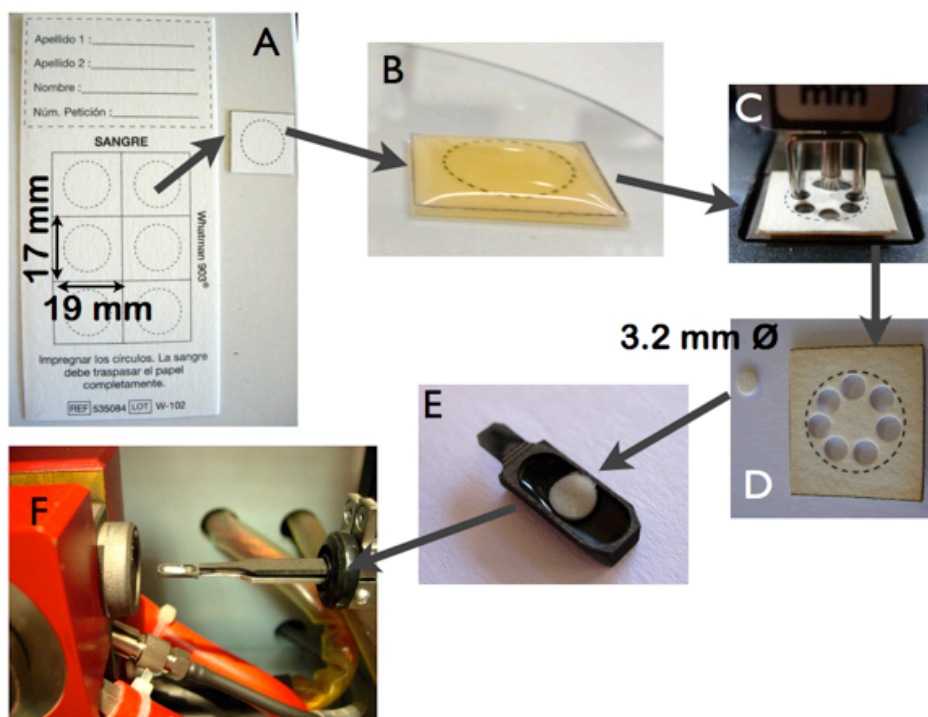 A
Apellido 1 :
Apellido 2 :
Nombre :
Núm. Petición :
SANGRE
17 mm
19 mm
Whatman 903®
Impregnar los círculos. La sangre
debe traspasar el papel
completamente.
REF 535084 LOT W-102
B
C
mm
3.2 mm Ø
D
E
F